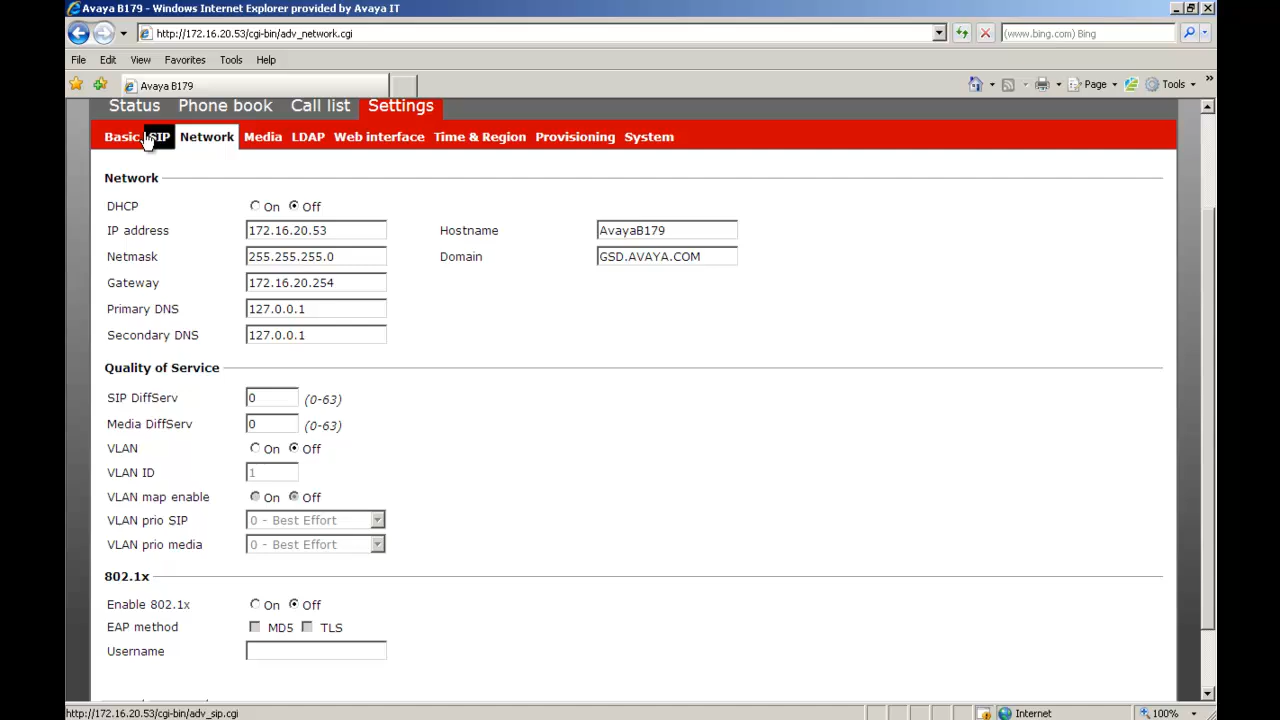 Avaya B179 - Windows Internet Explorer provided by Avaya IT
http://172.16.20.53/cgi-bin/adv_network.cgi
(www.bing.com) Bing
File Edit View Favorites Tools Help
Avaya B179
Page Tools »
Status Phone book Call list Settings
Basic SIP Network Media LDAP Web interface Time & Region Provisioning System
Network
DHCP On Off
IP address 172.16.20.53 Hostname AvayaB179
Netmask 255.255.255.0 Domain GSD.AVAYA.COM
Gateway 172.16.20.254
Primary DNS 127.0.0.1
Secondary DNS 127.0.0.1
Quality of Service
SIP DiffServ 0 (0-63)
Media DiffServ 0 (0-63)
VLAN On Off
VLAN ID 1
VLAN map enable On Off
VLAN prio SIP 0 - Best Effort
VLAN prio media 0 - Best Effort
802.1x
Enable 802.1x On Off
EAP method MD5 TLS
Username
http://172.16.20.53/cgi-bin/adv_sip.cgi Internet 100%